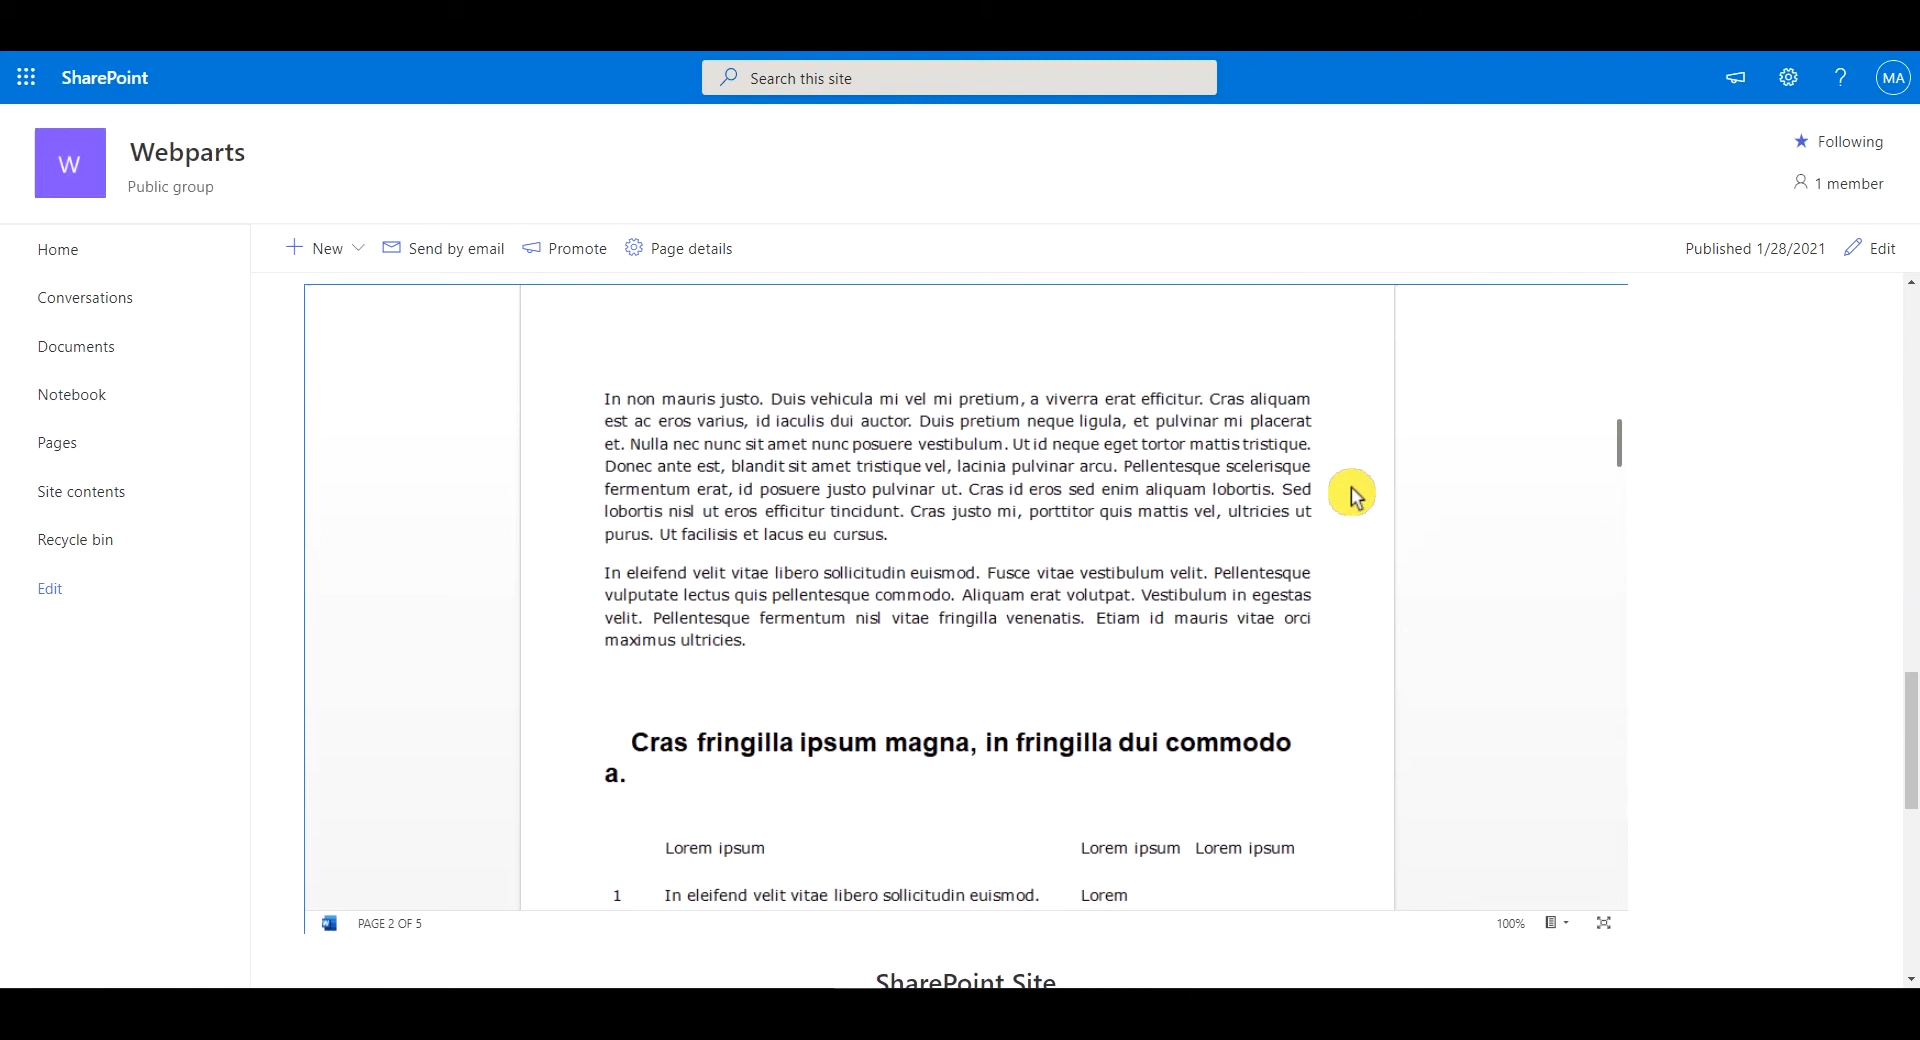 SharePoint
Search this site
?
MA
W
Webparts
Public group
Following
1 member
Home
Conversations
Documents
Notebook
Pages
Site contents
Recycle bin
Edit
New
Send by email
Promote
Page details
Published 1/28/2021
Edit
In non mauris justo. Duis vehicula mi vel mi pretium, a viverra erat efficitur. Cras aliquam
est ac eros varius, id iaculis dui auctor. Duis pretium neque ligula, et pulvinar mi placerat
et. Nulla nec nunc sit amet nunc posuere vestibulum. Ut id neque eget tortor mattis tristique.
Donec ante est, blandit sit amet tristique vel, lacinia pulvinar arcu. Pellentesque scelerisque
fermentum erat, id posuere justo pulvinar ut. Cras id eros sed enim aliquam lobortis. Sed
lobortis nisl ut eros efficitur tincidunt. Cras justo mi, porttitor quis mattis vel, ultricies ut
purus. Ut facilisis et lacus eu cursus.
In eleifend velit vitae libero sollicitudin euismod. Fusce vitae vestibulum velit. Pellentesque
vulputate lectus quis pellentesque commodo. Aliquam erat volutpat. Vestibulum in egestas
velit. Pellentesque fermentum nisl vitae fringilla venenatis. Etiam id mauris vitae orci
maximus ultricies.
Cras fringilla ipsum magna, in fringilla dui commodo
a.
Lorem ipsum Lorem ipsum Lorem ipsum
1 In eleifend velit vitae libero sollicitudin euismod. Lorem
PAGE 2 OF 5
100%
SharePoint Site